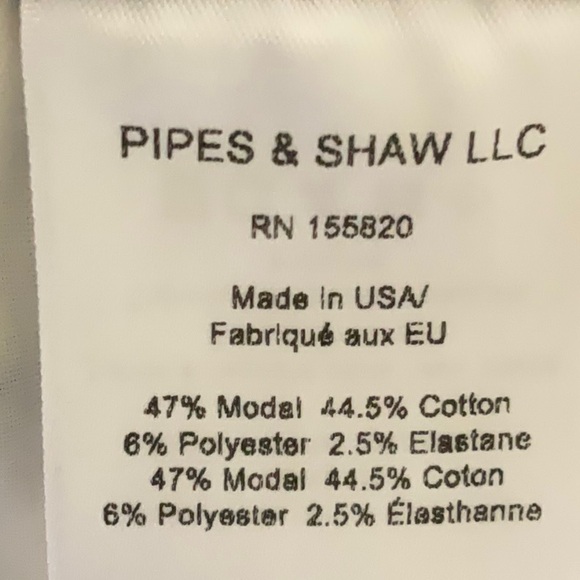 PIPES & SHAW LLC
RN 155820
Made in USA/
Fabriqué aux EU
47% Modal 44.5% Cotton
6% Polyester 2.5% Elastane
47% Modal 44.5% Coton
6% Polyester 2.5% Élasthanne